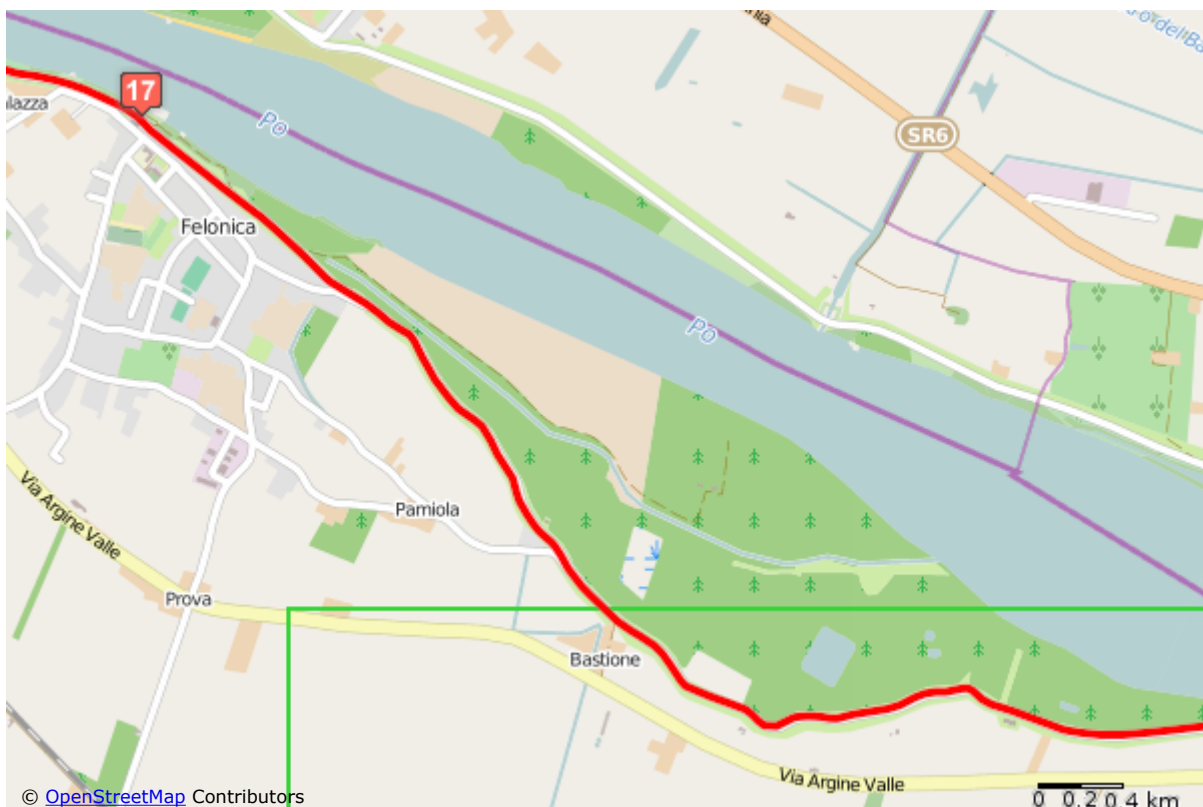 17
Po
SR6
Felonica
Po
Pamiola
Via Argine Valle
Prova
Bastione
Via Argine Valle
© OpenStreetMap Contributors
0 0.2 0.4 km